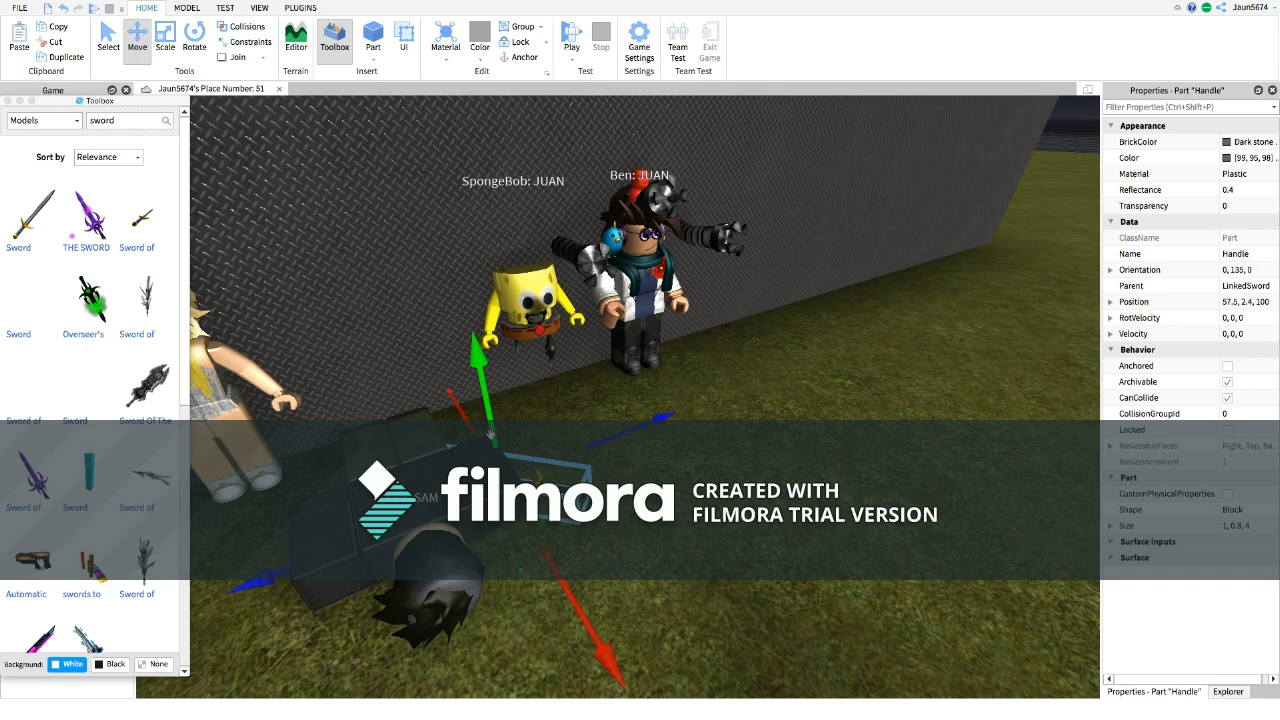 FILE HOME MODEL TEST VIEW PLUGINS Jaun5674
Paste Copy Cut Duplicate
Select Move Scale Rotate
Collisions
Constraints
Join
Editor Toolbox Part UI
Material Color
Group
Lock
Anchor
Play Stop
Game Settings
Team Test
Exit Game
Clipboard Tools Terrain Insert Edit Test Settings Team Test
Game
Jaun5674's Place Number: 51
Toolbox
Models sword
Sort by Relevance
Sword THE SWORD Sword of
Sword Overseer's Sword of
Sword of Sword Sword Of The
Sword of Sword Sword of
Automatic swords to Sword of
Background: White Black None
SpongeBob: JUAN
Ben: JUAN
SAM
filmora
CREATED WITH
FILMORA TRIAL VERSION
Properties - Part "Handle"
Filter Properties (Ctrl+Shift+P)
Appearance
BrickColor Dark stone ..
Color [99, 95, 98] ..
Material Plastic
Reflectance 0.4
Transparency 0
Data
ClassName Part
Name Handle
Orientation 0, 135, 0
Parent LinkedSword
Position 57.5, 2.4, 100
RotVelocity 0, 0, 0
Velocity 0, 0, 0
Behavior
Anchored
Archivable
CanCollide
CollisionGroupId 0
Locked
ResizeableFaces Right, Top, Ba..
ResizeIncrement 1
Part
CustomPhysicalProperties
Shape Block
Size 1, 0.8, 4
Surface Inputs
Surface
Properties - Part "Handle" Explorer